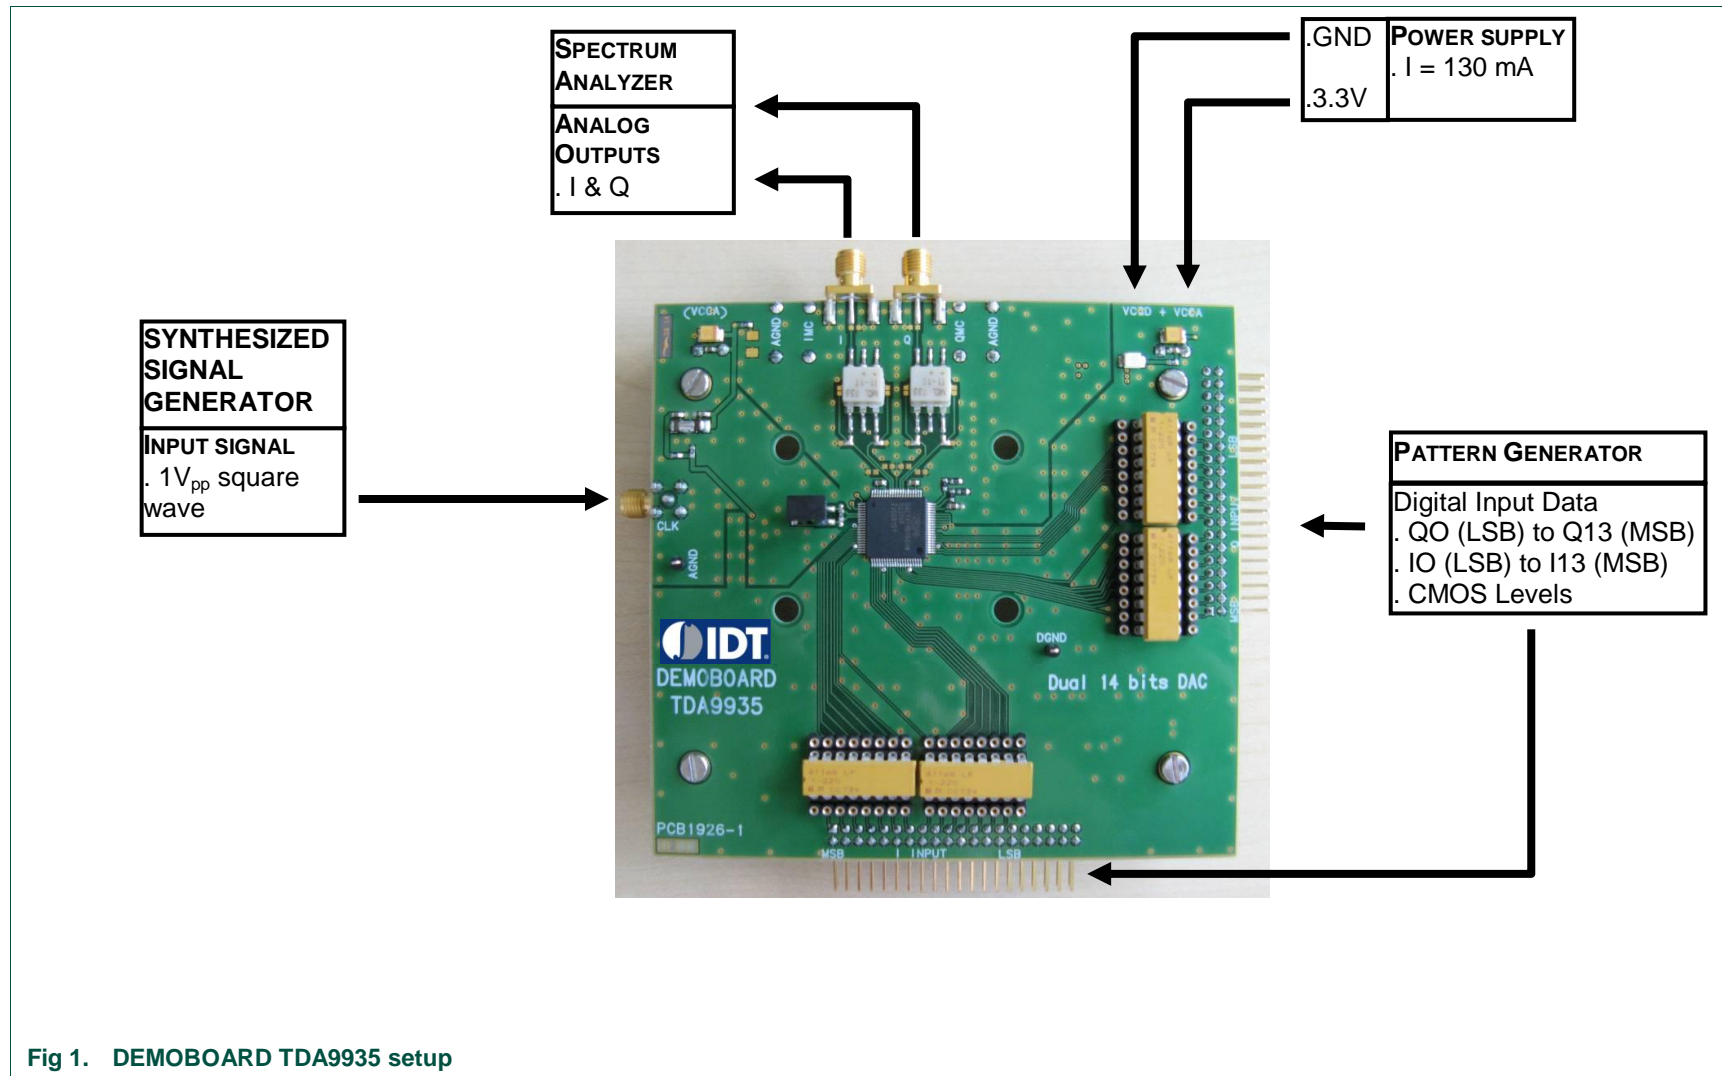 SPECTRUM
ANALYZER
ANALOG
OUTPUTS
. I & Q
.GND
.3.3V
POWER SUPPLY
. I = 130 mA
SYNTHESIZED
SIGNAL
GENERATOR
INPUT SIGNAL
. 1Vpp square
wave
PATTERN GENERATOR
Digital Input Data
. QO (LSB) to Q13 (MSB)
. IO (LSB) to I13 (MSB)
. CMOS Levels
(VCCA)
AGND
IMC
I
Q
QMC
AGND
VCCD + VCCA
CLK
AGND
LSB
Q INPUT
MSB
DGND
IDT
DEMOBOARD
TDA9935
Dual 14 bits DAC
PCB1926-1
MSB
I INPUT
LSB
Fig 1. DEMOBOARD TDA9935 setup